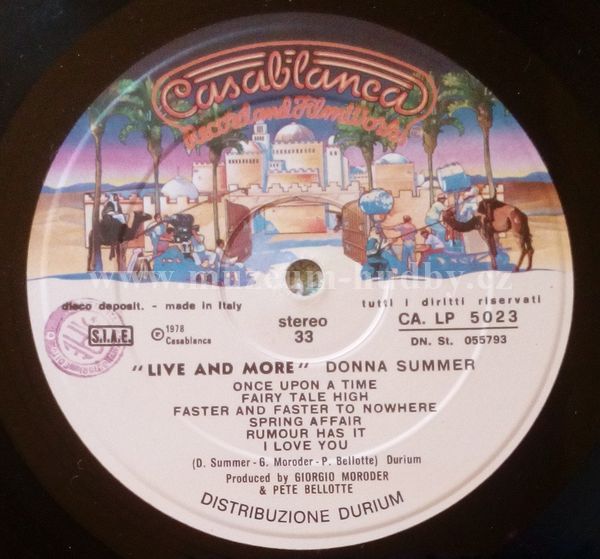 Casablanca
Record and FilmWorks
www.muzeum-hudby.cz
disco deposit. - made in Italy
tutti i diritti riservati
S.I.A.E.
℗ 1978
Casablanca
stereo
33
CA. LP 5023
DN. St. 055793
"LIVE AND MORE" DONNA SUMMER
ONCE UPON A TIME
FAIRY TALE HIGH
FASTER AND FASTER TO NOWHERE
SPRING AFFAIR
RUMOUR HAS IT
I LOVE YOU
(D. Summer - G. Moroder - P. Bellotte) Durium
Produced by GIORGIO MORODER
& PETE BELLOTTE
DISTRIBUZIONE DURIUM